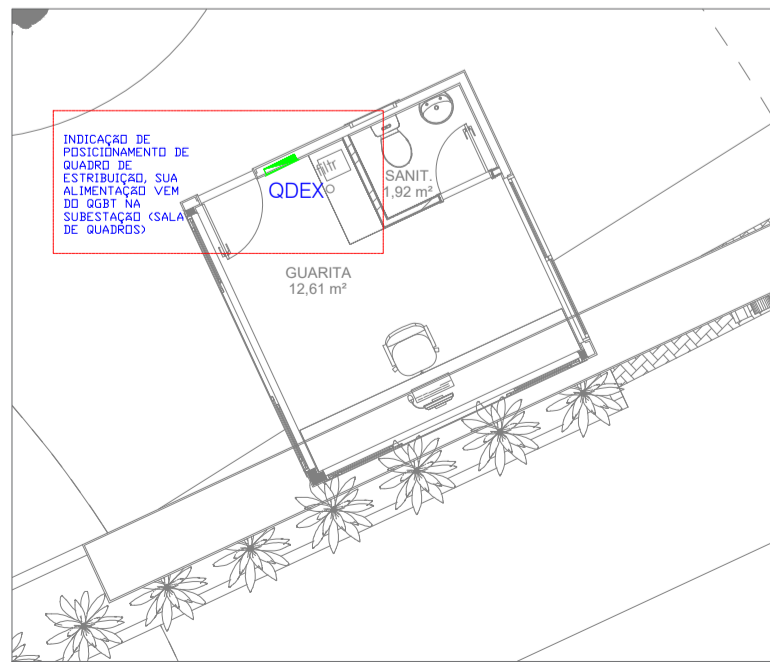 INDICAÇÃO DE
POSICIONAMENTO DE
QUADRO DE
ESTRIBUIÇÃO, SUA
ALIMENTAÇÃO VEM
DO QGBT NA
SUBESTAÇÃO (SALA
DE QUADROS)
QDEX
filtr
SANIT.
1,92 m²
GUARITA
12,61 m²